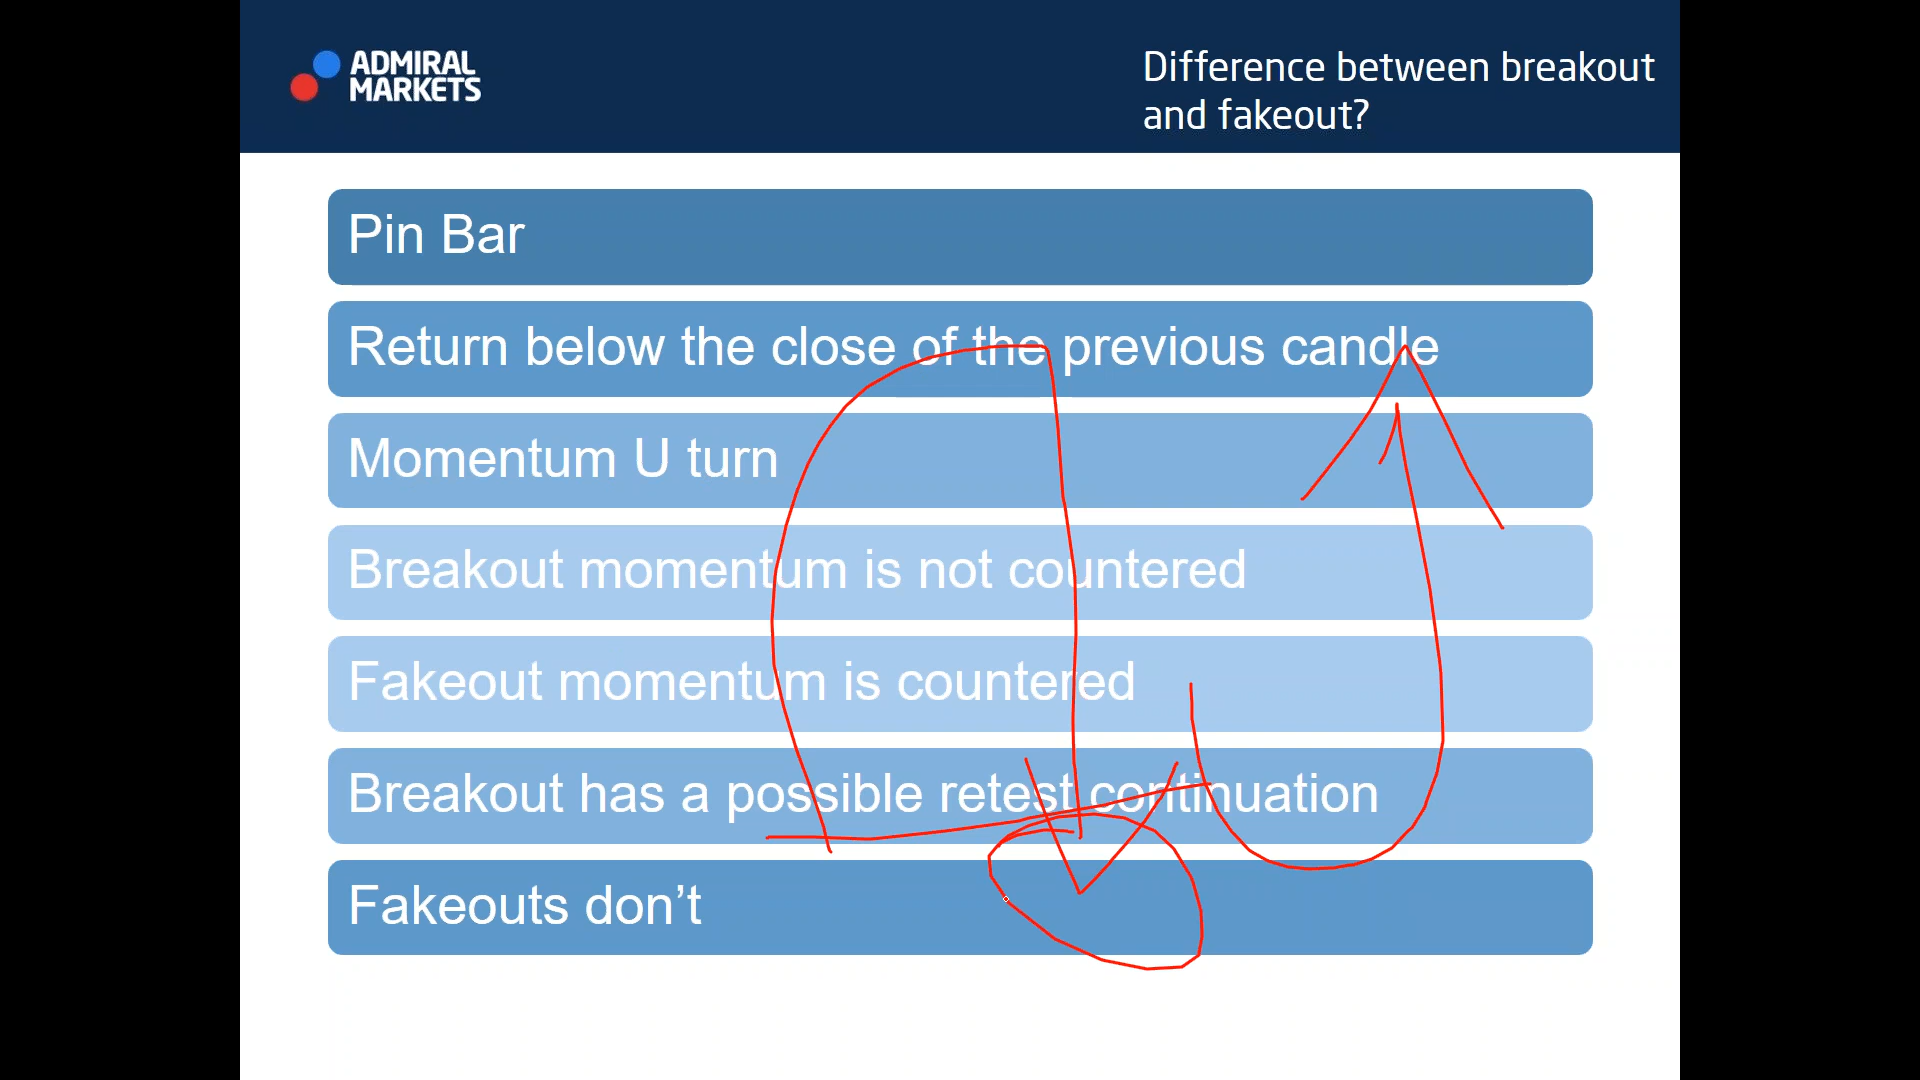 ADMIRAL
MARKETS
Difference between breakout
and fakeout?
Pin Bar
Return below the close of the previous candle
Momentum U turn
Breakout momentum is not countered
Fakeout momentum is countered
Breakout has a possible retest continuation
Fakeouts don’t